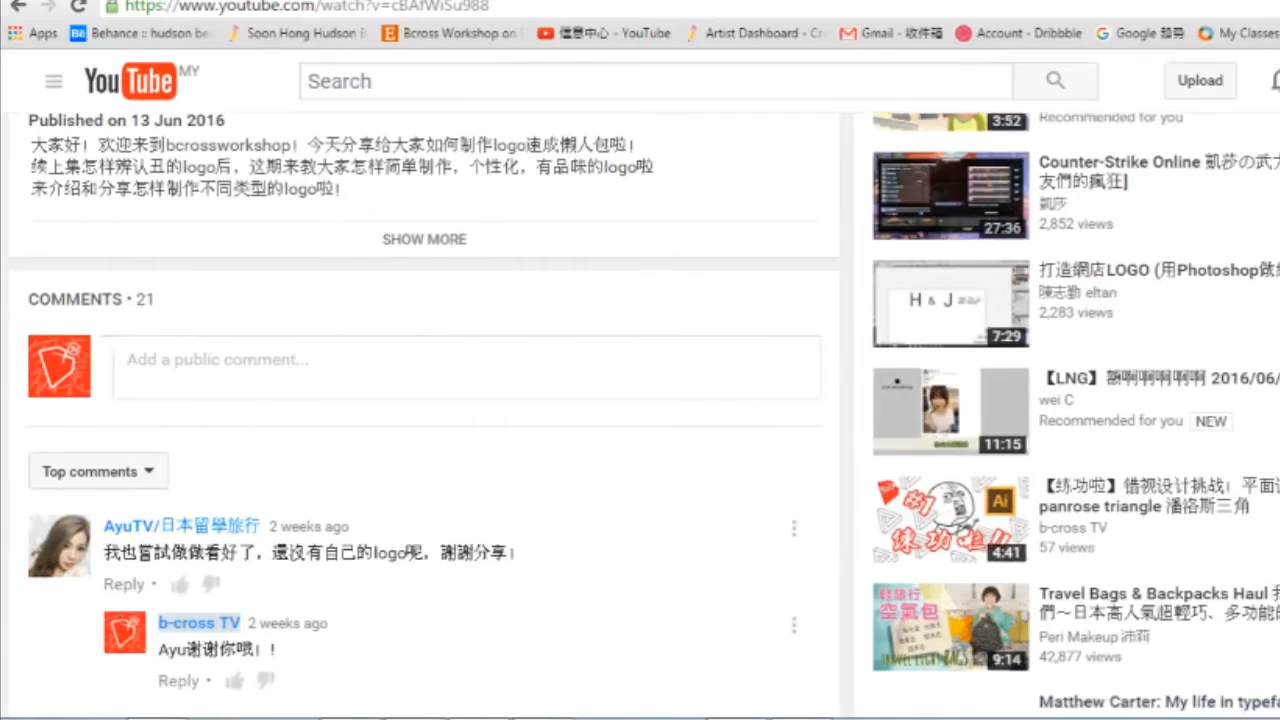 https://www.youtube.com/watch?v=cBAfWiSu988
Apps
Behance :: hudson be
Soon Hong Hudson B
Bcross Workshop on
信息中心 - YouTube
Artist Dashboard - Cr
Gmail - 收件箱
Account - Dribbble
Google 翻
My Classes
YouTube MY
Search
Upload
Published on 13 Jun 2016
大家好！欢迎来到bcrossworkshop！今天分享给大家如何制作logo速成懒人包啦！
续上集怎样辨认丑的logo后，这期来教大家怎样简单制作，个性化，有品味的logo啦
来介绍和分享怎样制作不同类型的logo啦！
SHOW MORE
COMMENTS • 21
Add a public comment...
Top comments
AyuTV/日本留學旅行 2 weeks ago
我也嘗試做做看好了，還沒有自己的logo呢，謝謝分享！
Reply •
b-cross TV 2 weeks ago
Ayu谢谢你哦！！
Reply •
3:52
Recommended for you
27:36
Counter-Strike Online 凱莎の武
友們的瘋狂]
凱莎
2,852 views
H & J
7:29
打造網店LOGO (用Photoshop做
陳志勤 eltan
2,283 views
11:15
【LNG】 額啊啊啊啊啊 2016/06/
wei C
Recommended for you NEW
#1
Ai
练功啦!!
4:41
【练功啦】借视设计挑战！平面
panrose triangle 潘洛斯三角
b-cross TV
57 views
輕旅行
空氣包
TRAVEL LIGHT BAGS
9:14
Travel Bags & Backpacks Haul
們～日本高人氣超輕巧、多功能
Peri Makeup 沛莉
42,877 views
Matthew Carter: My life in typef